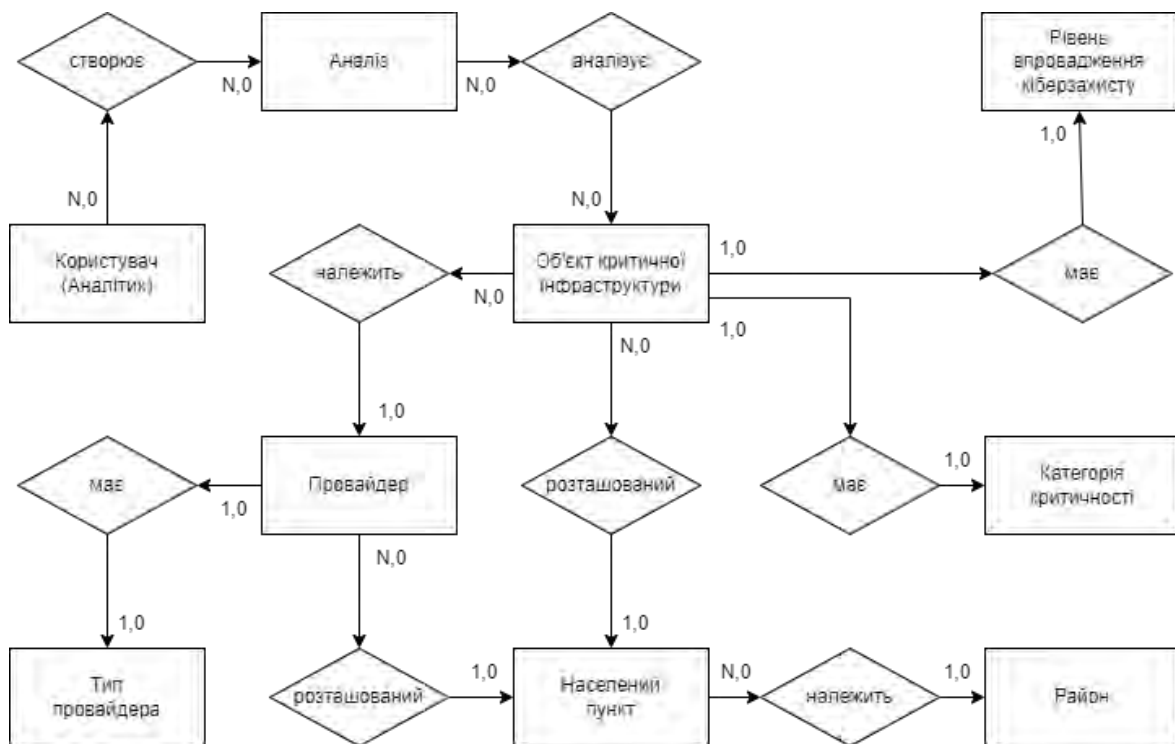 створює
N,0
Аналіз
N,0
аналізує
Рівень
впровадження
кіберзахисту
1,0
N,0
N,0
Користувач
(Аналітик)
належить
N,0
Об'єкт критичної
інфраструктури
1,0
1,0
має
N,0
1,0
має
1,0
Провайдер
розташований
має
1,0
Категорія
критичності
N,0
1,0
1,0
Тип
провайдера
розташований
1,0
Населений
пункт
N,0
належить
1,0
Район